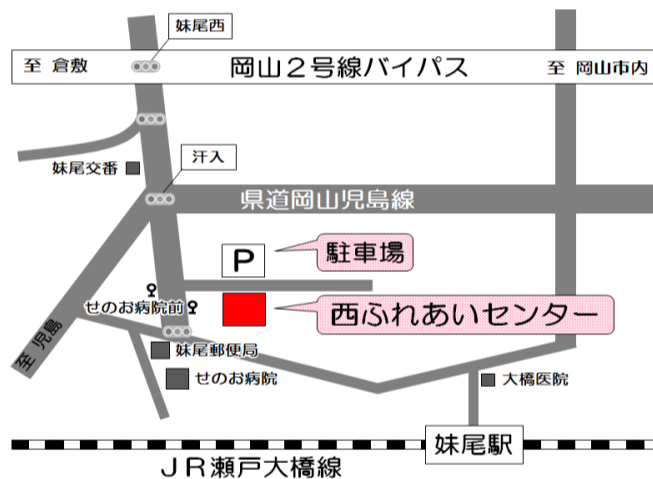 妹尾西
至 倉敷
岡山２号線バイパス
至 岡山市内
妹尾交番
汗入
県道岡山児島線
P
駐車場
せのお病院前
西ふれあいセンター
至 児島
妹尾郵便局
せのお病院
大橋医院
妹尾駅
ＪＲ瀬戸大橋線